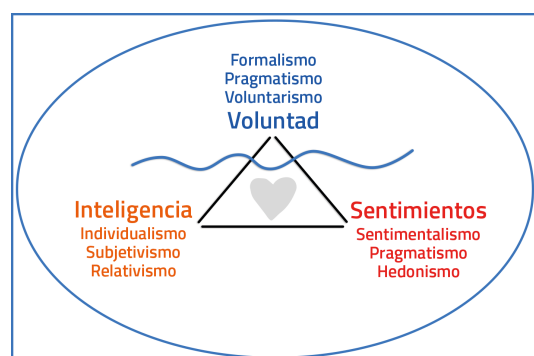 Formalismo
Pragmatismo
Voluntarismo
Voluntad
Inteligencia
Individualismo
Subjetivismo
Relativismo
Sentimientos
Sentimentalismo
Pragmatismo
Hedonismo